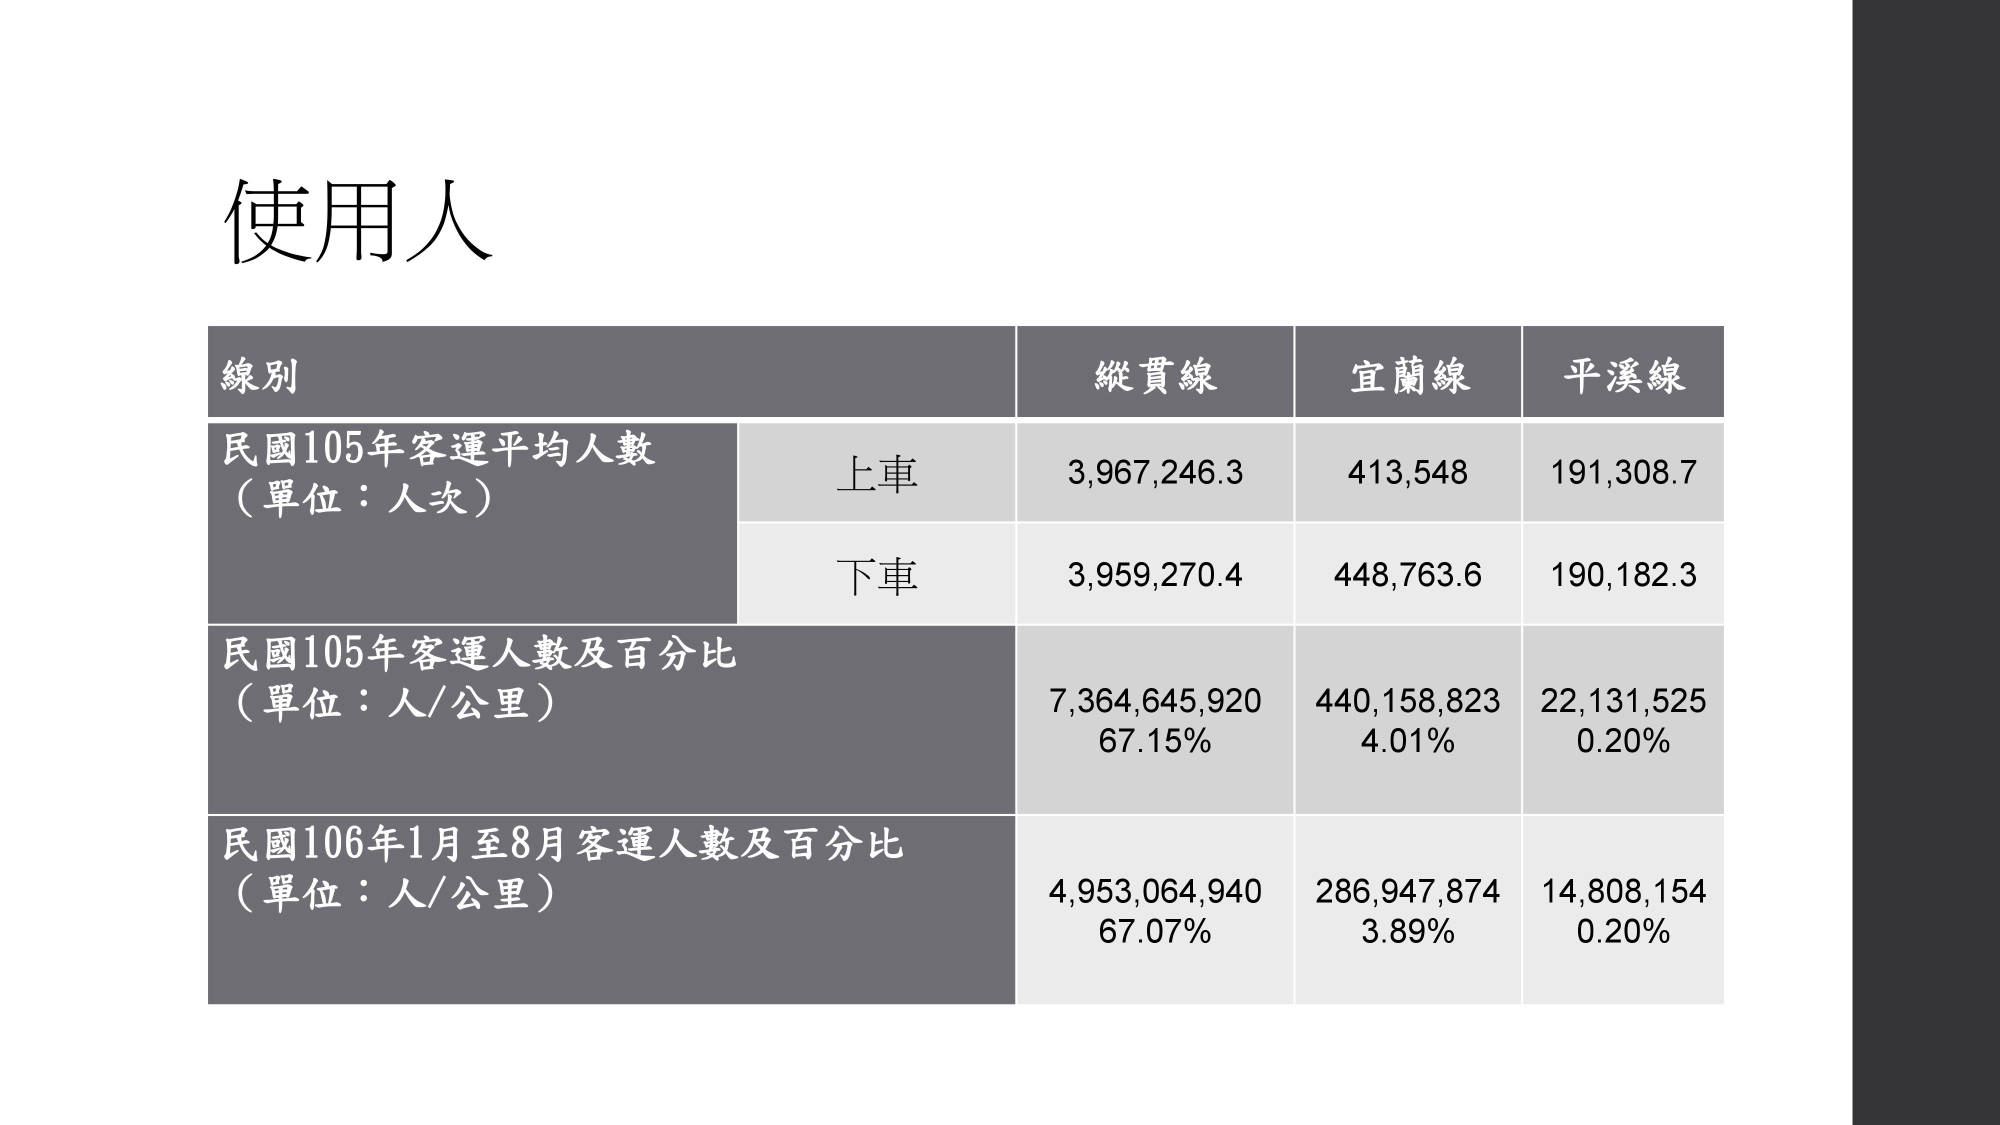 使用人
線別 縱貫線 宜蘭線 平溪線
民國105年客運平均人數
（單位：人次）
上車 3,967,246.3 413,548 191,308.7
下車 3,959,270.4 448,763.6 190,182.3
民國105年客運人數及百分比
（單位：人/公里）
7,364,645,920 440,158,823 22,131,525
67.15% 4.01% 0.20%
民國106年1月至8月客運人數及百分比
（單位：人/公里）
4,953,064,940 286,947,874 14,808,154
67.07% 3.89% 0.20%